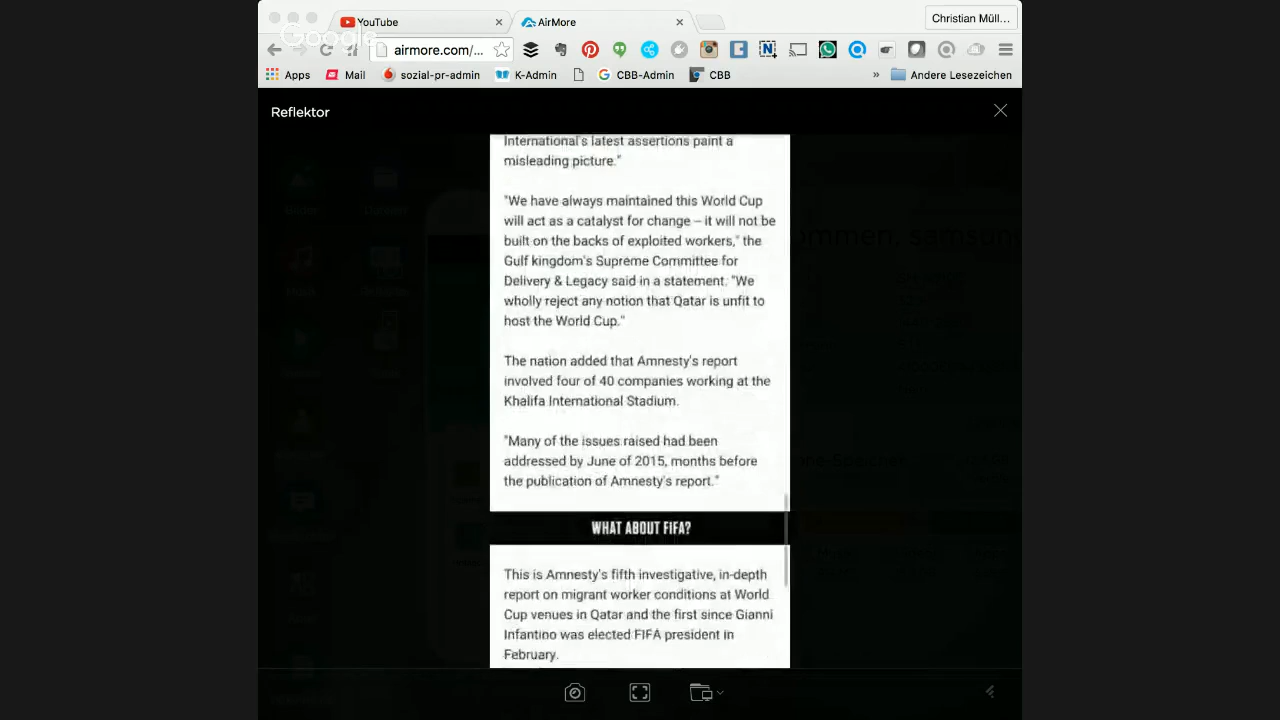 YouTube
AirMore
Christian Müll...
Google
airmore.com/...
Apps
Mail
sozial-pr-admin
K-Admin
CBB-Admin
CBB
»
Andere Lesezeichen
Reflektor
International's latest assertions paint a
misleading picture."
"We have always maintained this World Cup
will act as a catalyst for change – it will not be
built on the backs of exploited workers," the
Gulf kingdom's Supreme Committee for
Delivery & Legacy said in a statement. "We
wholly reject any notion that Qatar is unfit to
host the World Cup."
The nation added that Amnesty's report
involved four of 40 companies working at the
Khalifa International Stadium.
"Many of the issues raised had been
addressed by June of 2015, months before
the publication of Amnesty's report."
WHAT ABOUT FIFA?
This is Amnesty's fifth investigative, in-depth
report on migrant worker conditions at World
Cup venues in Qatar and the first since Gianni
Infantino was elected FIFA president in
February.